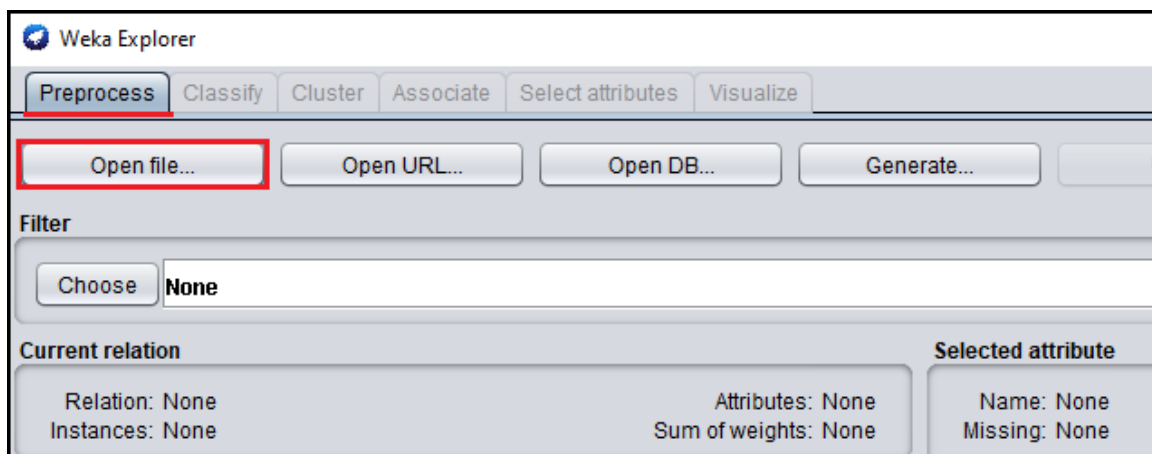 Weka Explorer
Preprocess Classify Cluster Associate Select attributes Visualize
Open file... Open URL... Open DB... Generate...
Filter
Choose None
Current relation Selected attribute
Relation: None Attributes: None Name: None
Instances: None Sum of weights: None Missing: None